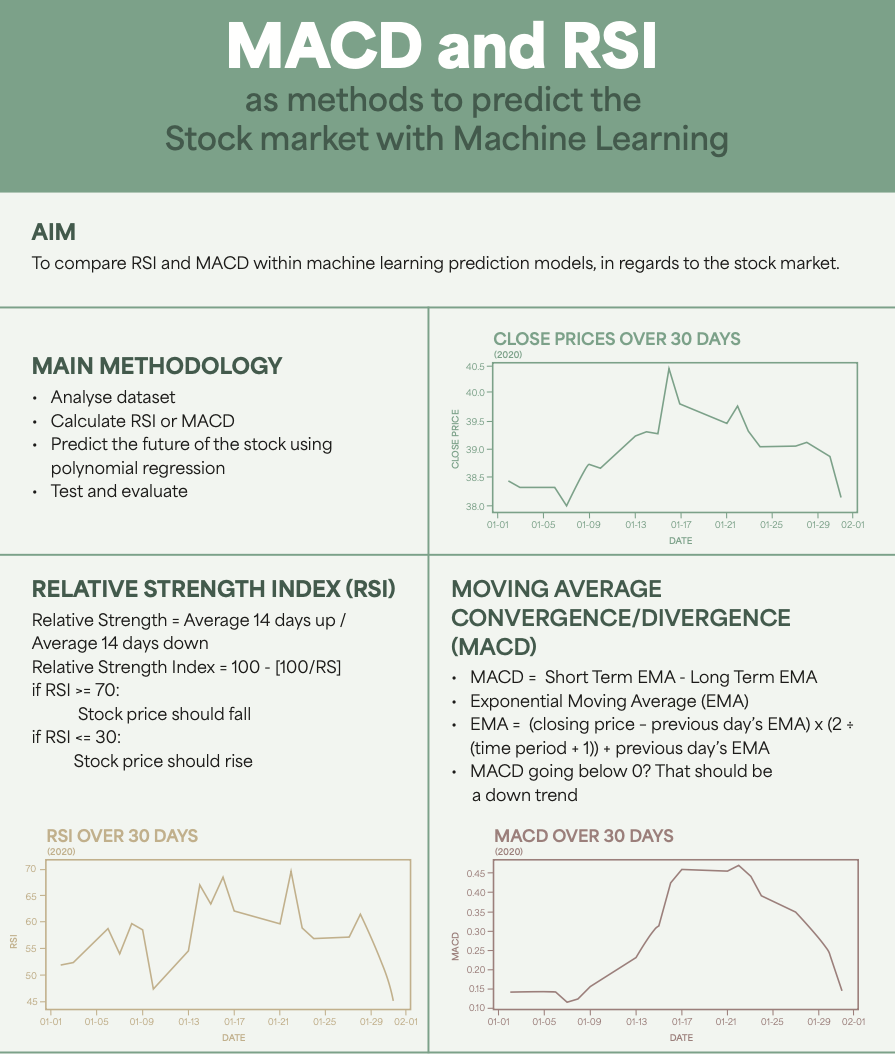 MACD and RSI
as methods to predict the
Stock market with Machine Learning
AIM
To compare RSI and MACD within machine learning prediction models, in regards to the stock market.
MAIN METHODOLOGY
• Analyse dataset
• Calculate RSI or MACD
• Predict the future of the stock using
polynomial regression
• Test and evaluate
CLOSE PRICES OVER 30 DAYS
(2020)
CLOSE PRICE
40.5
40.0
39.5
39.0
38.5
38.0
01-01 01-05 01-09 01-13 01-17 01-21 01-25 01-29 02-01
DATE
RELATIVE STRENGTH INDEX (RSI)
Relative Strength = Average 14 days up /
Average 14 days down
Relative Strength Index = 100 - [100/RS]
if RSI >= 70:
Stock price should fall
if RSI <= 30:
Stock price should rise
RSI OVER 30 DAYS
(2020)
RSI
70
65
60
55
50
45
01-01 01-05 01-09 01-13 01-17 01-21 01-25 01-29 02-01
DATE
MOVING AVERAGE
CONVERGENCE/DIVERGENCE
(MACD)
• MACD = Short Term EMA - Long Term EMA
• Exponential Moving Average (EMA)
• EMA = (closing price – previous day's EMA) x (2 ÷
(time period + 1)) + previous day's EMA
• MACD going below 0? That should be
a down trend
MACD OVER 30 DAYS
(2020)
MACD
0.45
0.40
0.35
0.30
0.25
0.20
0.15
0.10
01-01 01-05 01-09 01-13 01-17 01-21 01-25 01-29 02-01
DATE